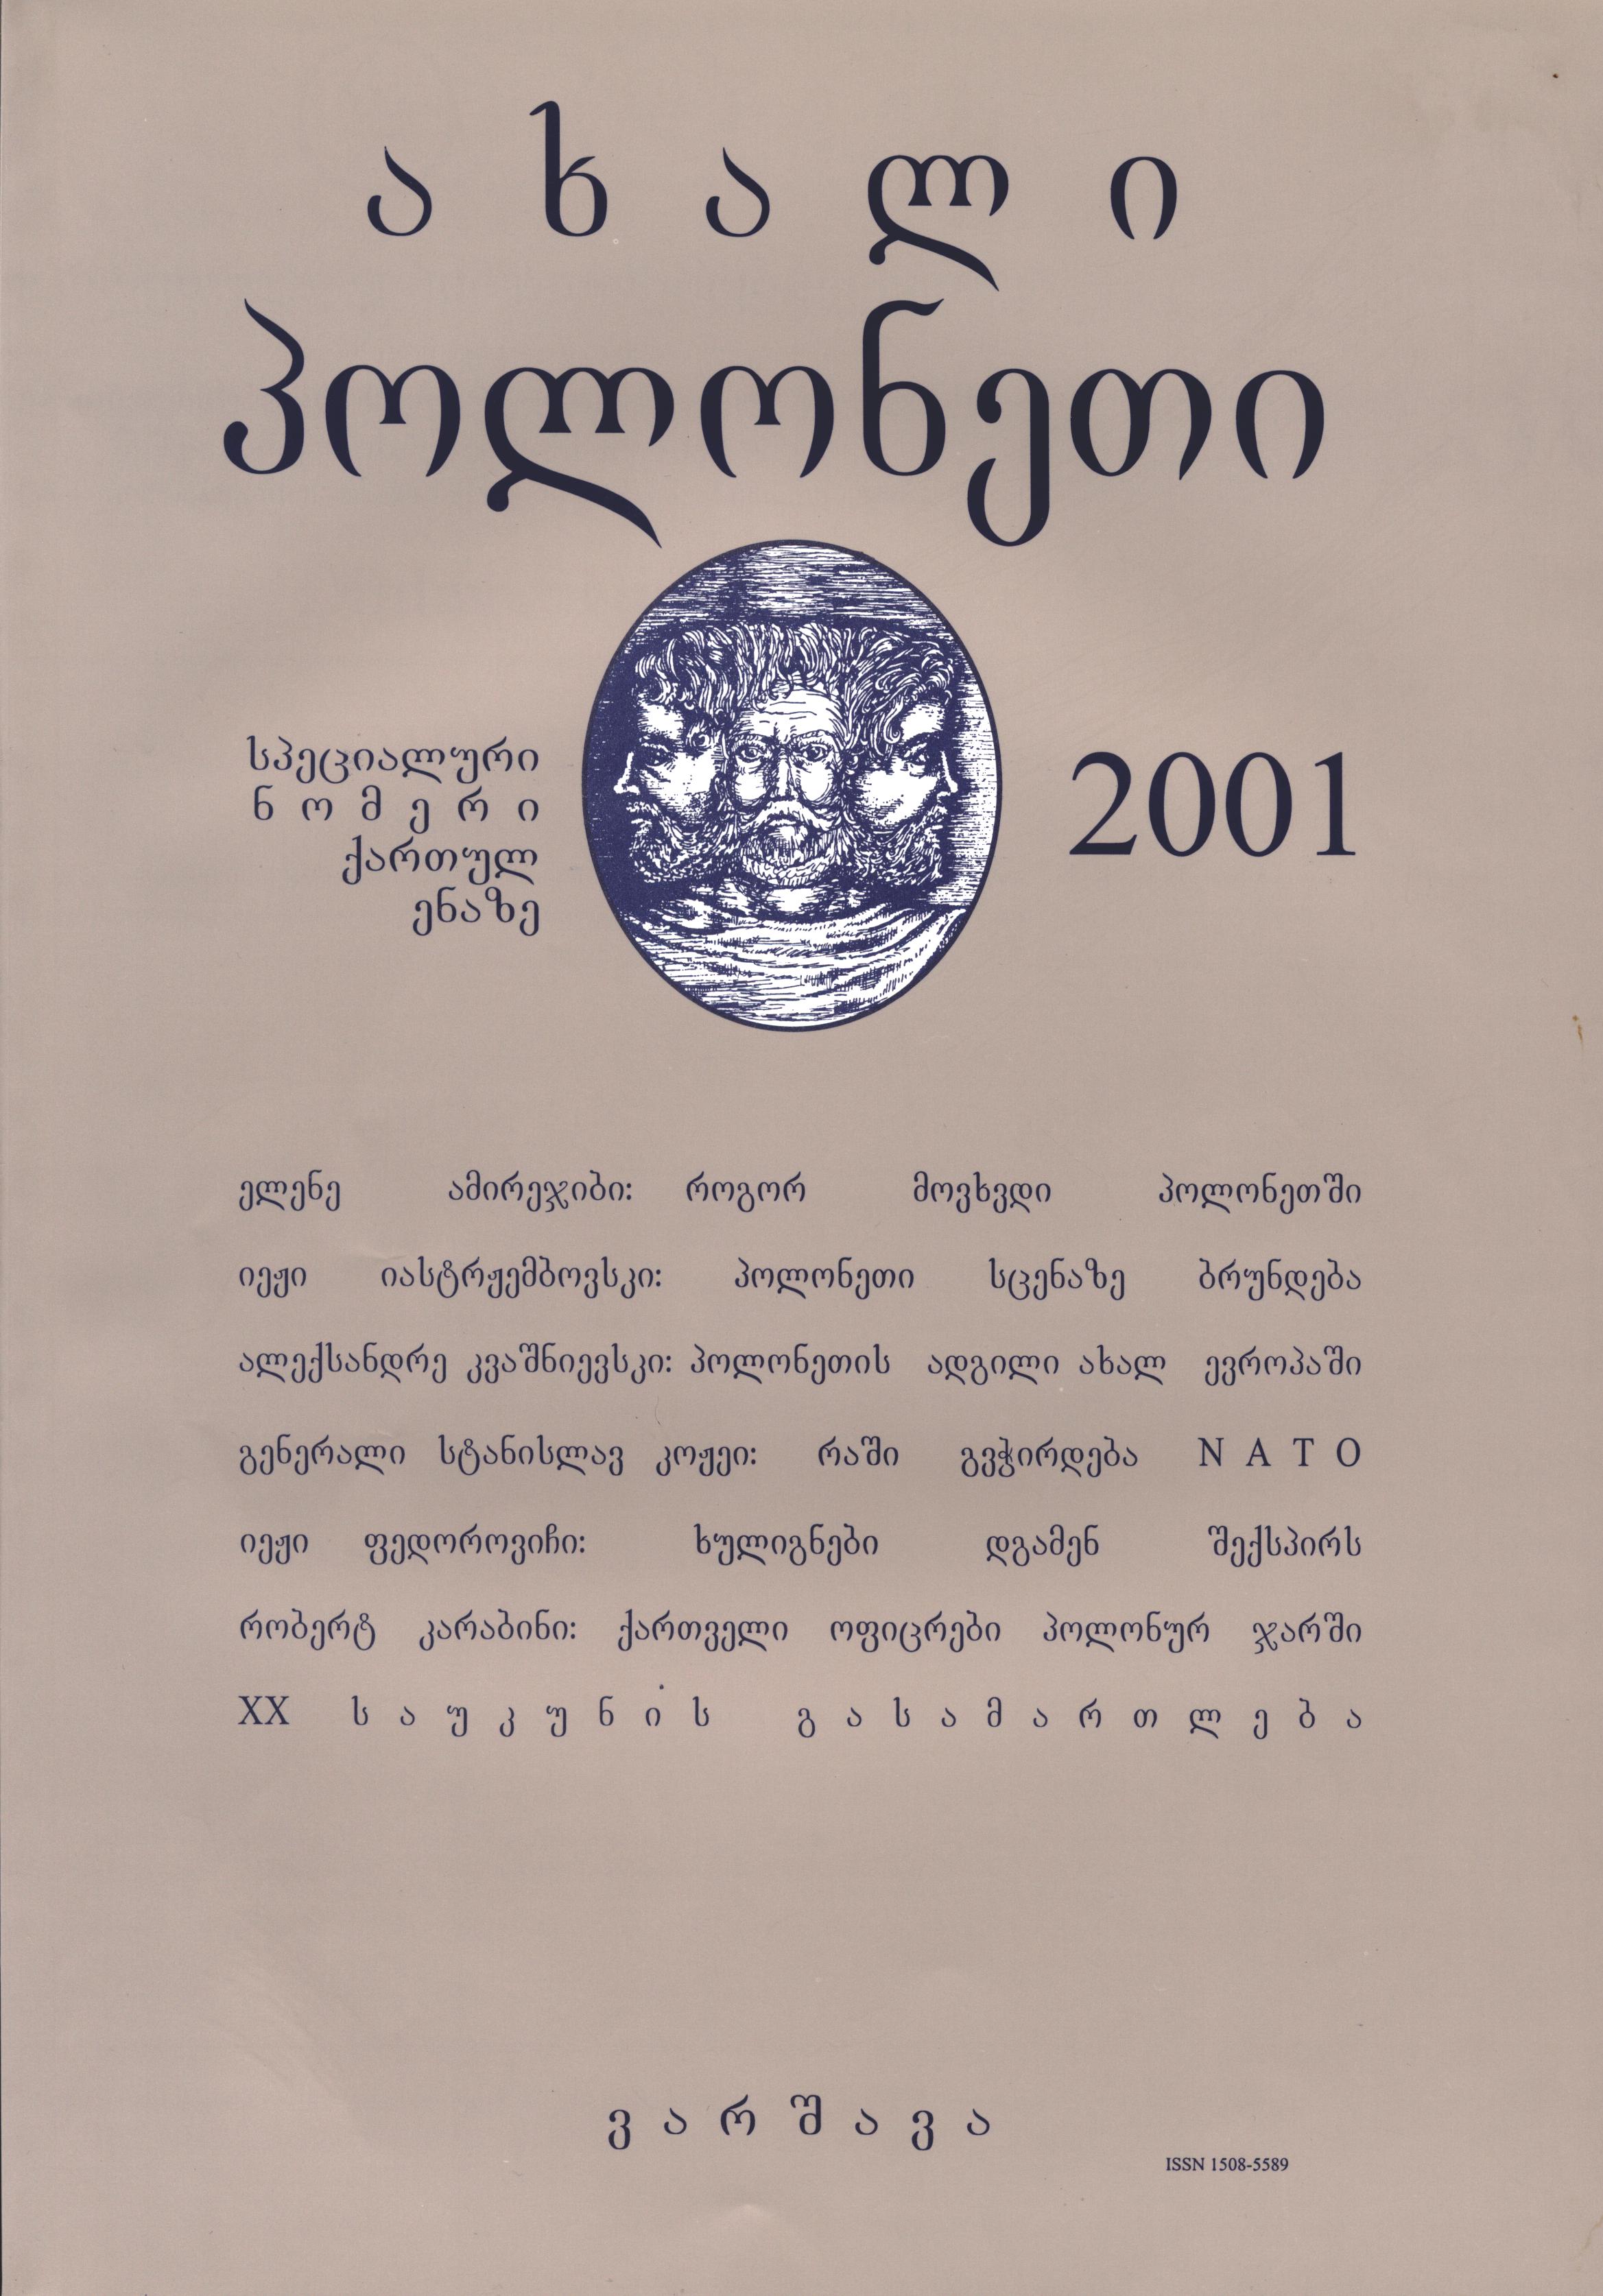 ახალი
პოლონეთი
სპეციალური
ნომერი
ქართულ
ენაზე
2001
ელენე ამირეჯიბი: როგორ მოვხვდი პოლონეთში
იეჟი იასტრჟემბოვსკი: პოლონეთი სცენაზე ბრუნდება
ალექსანდრე კვაშნიევსკი: პოლონეთის ადგილი ახალ ევროპაში
გენერალი სტანისლავ კოჟეი: რაში გვჭირდება NATO
იეჟი ფედოროვიჩი: ხულიგნები დგამენ შექსპირს
რობერტ კარაბინი: ქართველი ოფიცრები პოლონურ ჯარში
XX საუკუნის გასამართლება
ვარშავა
ISSN 1508-5589